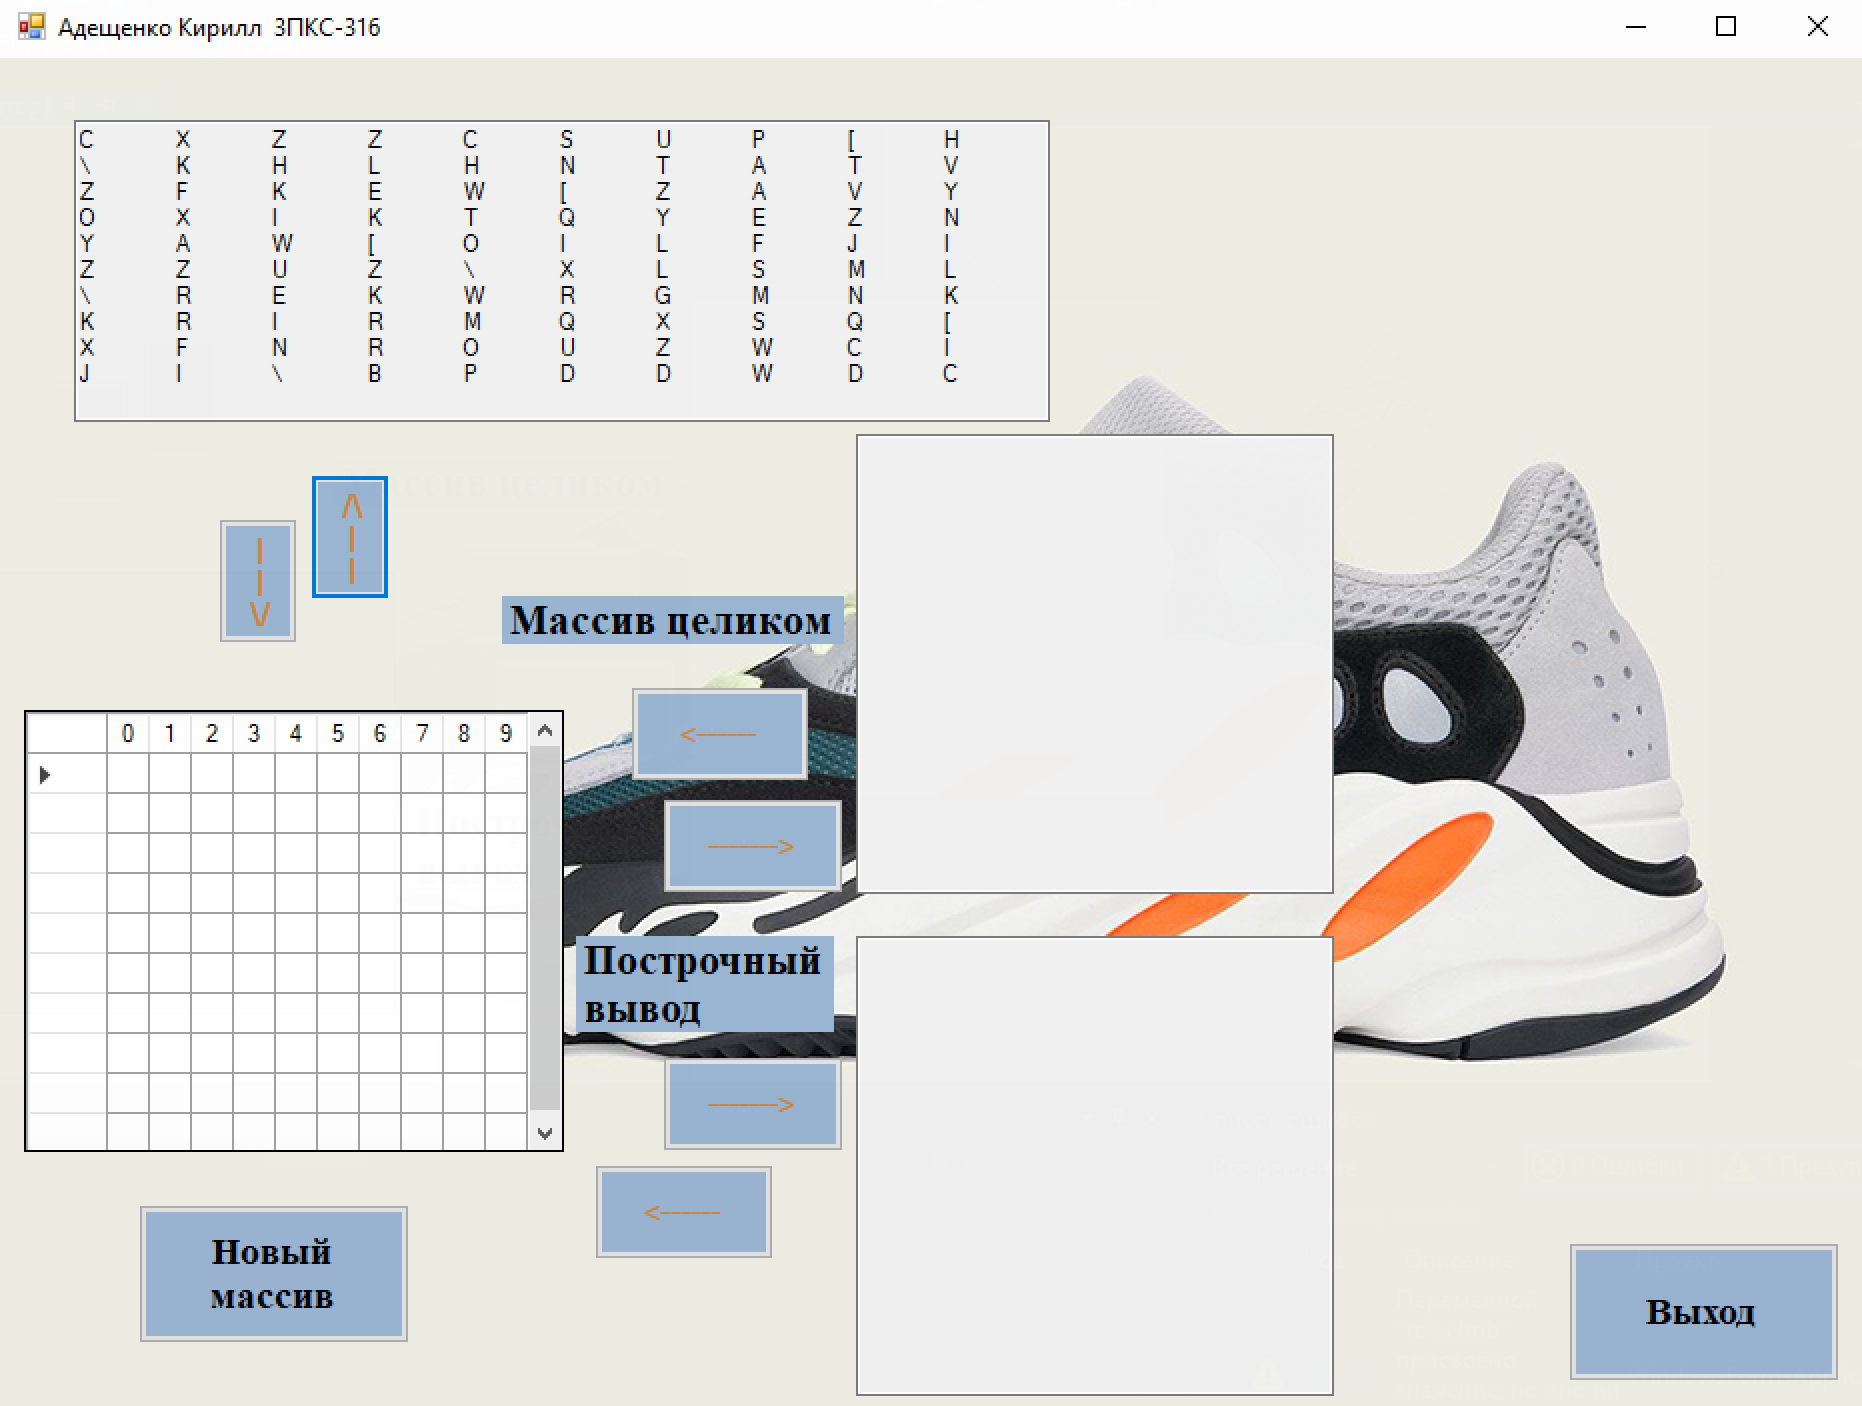 Адещенко Кирилл ЗПКС-316
C X Z Z C S U P [ H
\ K H L H N T A T V
Z F K E W [ Z A V Y
O X I K T Q Y E Z N
Y A W [ O I L F J I
Z Z U Z \ X L S M L
\ R E K W R G M N K
K R I R M Q X S Q [
X F N R O U Z W C I
J I \ B P D D W D C
Массив целиком
<-----
0 1 2 3 4 5 6 7 8 9
------>
Построчный
вывод
------>
<-----
Новый
массив
Выход